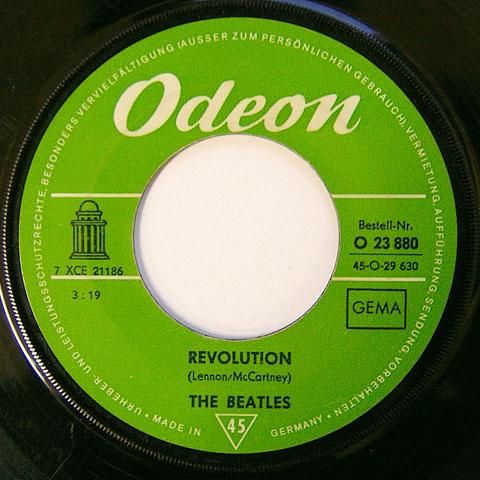 URHEBER- UND LEISTUNGSSCHUTZRECHTE, BESONDERS VERVIELFÄLTIGUNG (AUSSER ZUM PERSÖNLICHEN GEBRAUCH), VERMIETUNG, AUFFÜHRUNG, SENDUNG VORBEHALTEN
Odeon
Bestell-Nr.
O 23 880
7 XCE 21186
45-O-29 630
3:19
GEMA
REVOLUTION
(Lennon/McCartney)
THE BEATLES
45
• MADE IN GERMANY •